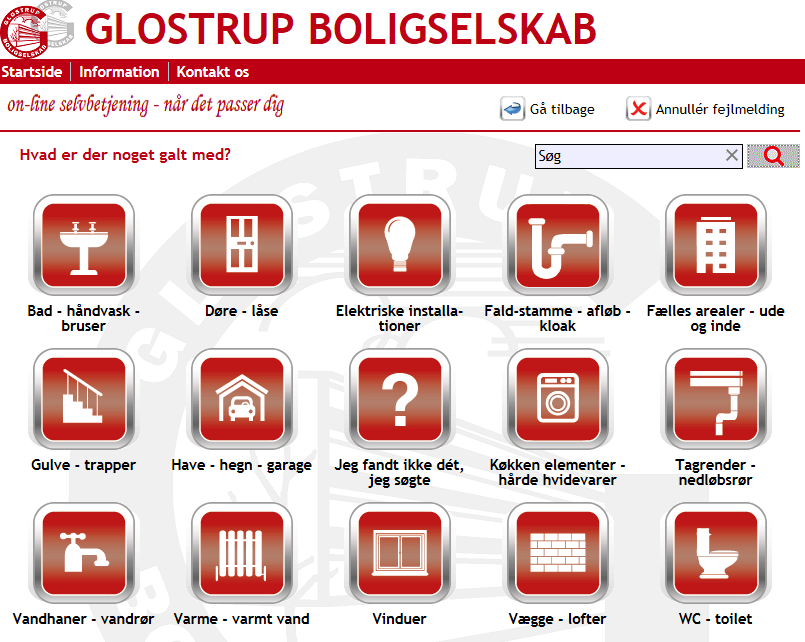 GLOSTRUP BOLIGSELSKAB
GLOSTRUP
BOLIGSELSKAB
Startside Information Kontakt os
on-line selvbetjening - når det passer dig
Gå tilbage Annullér fejlmelding
Hvad er der noget galt med?
Søg
Bad - håndvask -
bruser
Døre - låse
Elektriske installa-
tioner
Fald-stamme - afløb -
kloak
Fælles arealer - ude
og inde
Gulve - trapper
Have - hegn - garage
?
Jeg fandt ikke dét,
jeg søgte
Køkken elementer -
hårde hvidevarer
Tagrender -
nedløbsrør
Vandhaner - vandrør
Varme - varmt vand
Vinduer
Vægge - lofter
WC - toilet